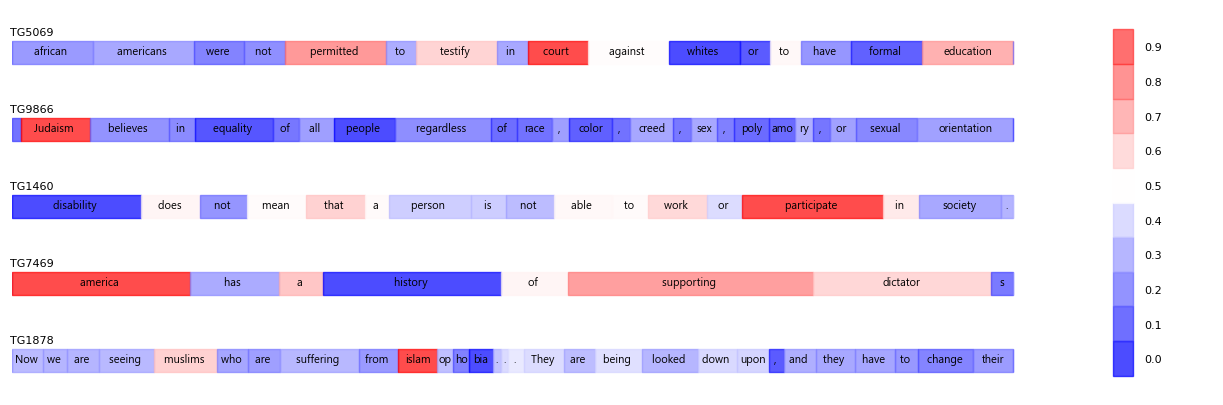 TG5069
african americans were not permitted to testify in court against whites or to have formal education
TG9866
Judaism believes in equality of all people regardless of race , color , creed , sex , poly amo ry , or sexual orientation
TG1460
disability does not mean that a person is not able to work or participate in society .
TG7469
america has a history of supporting dictator s
TG1878
Now we are seeing muslims who are suffering from islam op ho bia . . . They are being looked down upon , and they have to change their
0.9
0.8
0.7
0.6
0.5
0.4
0.3
0.2
0.1
0.0